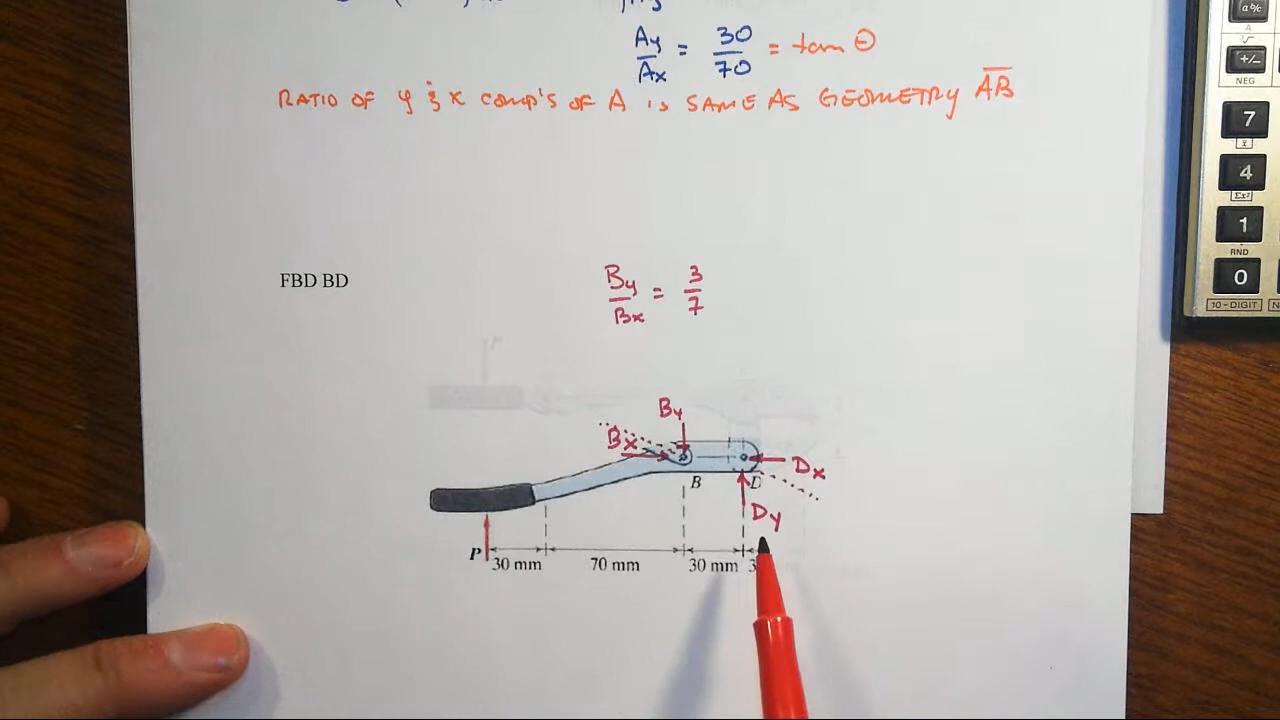 Ay/Ax = 30/70 = tan Θ
RATIO OF y & x COMP'S OF A IS SAME AS GEOMETRY AB
FBD BD
By/Bx = 3/7
By
Bx
Dx
B
D
Dy
P
30 mm
70 mm
30 mm
3
%
A
√
+/-
NEG
7
x̄
4
Σx²
1
RND
0
10-DIGIT